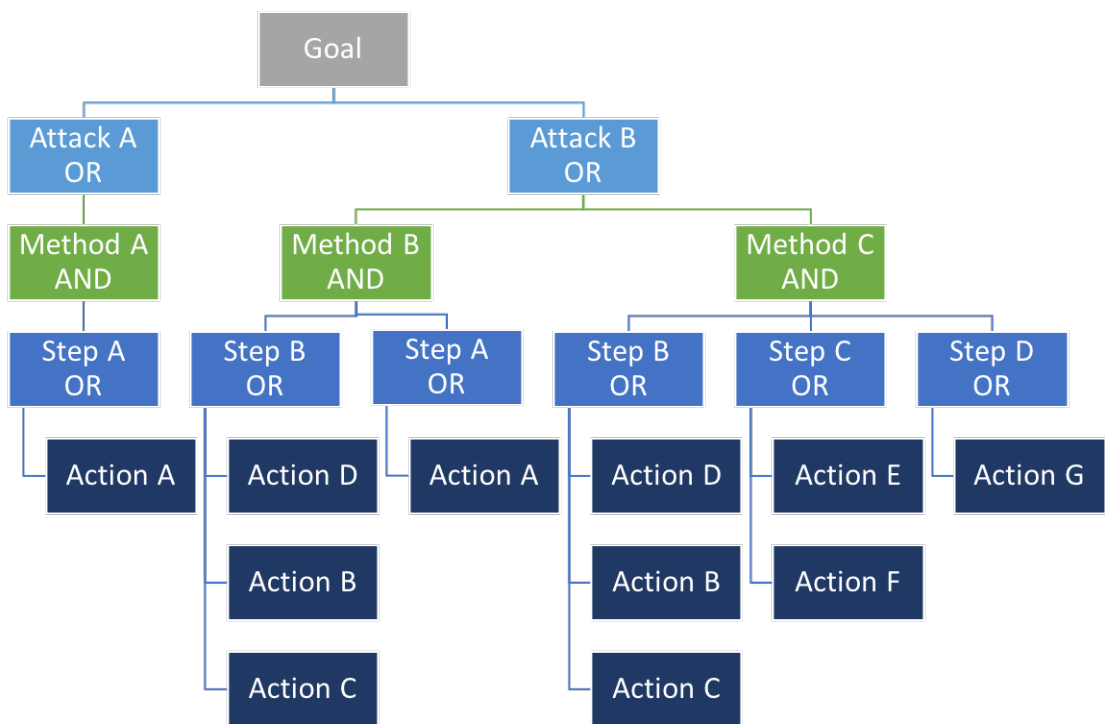 Goal
Attack A
OR
Attack B
OR
Method A
AND
Method B
AND
Method C
AND
Step A
OR
Step B
OR
Step A
OR
Step B
OR
Step C
OR
Step D
OR
Action A
Action D
Action A
Action D
Action E
Action G
Action B
Action B
Action F
Action C
Action C